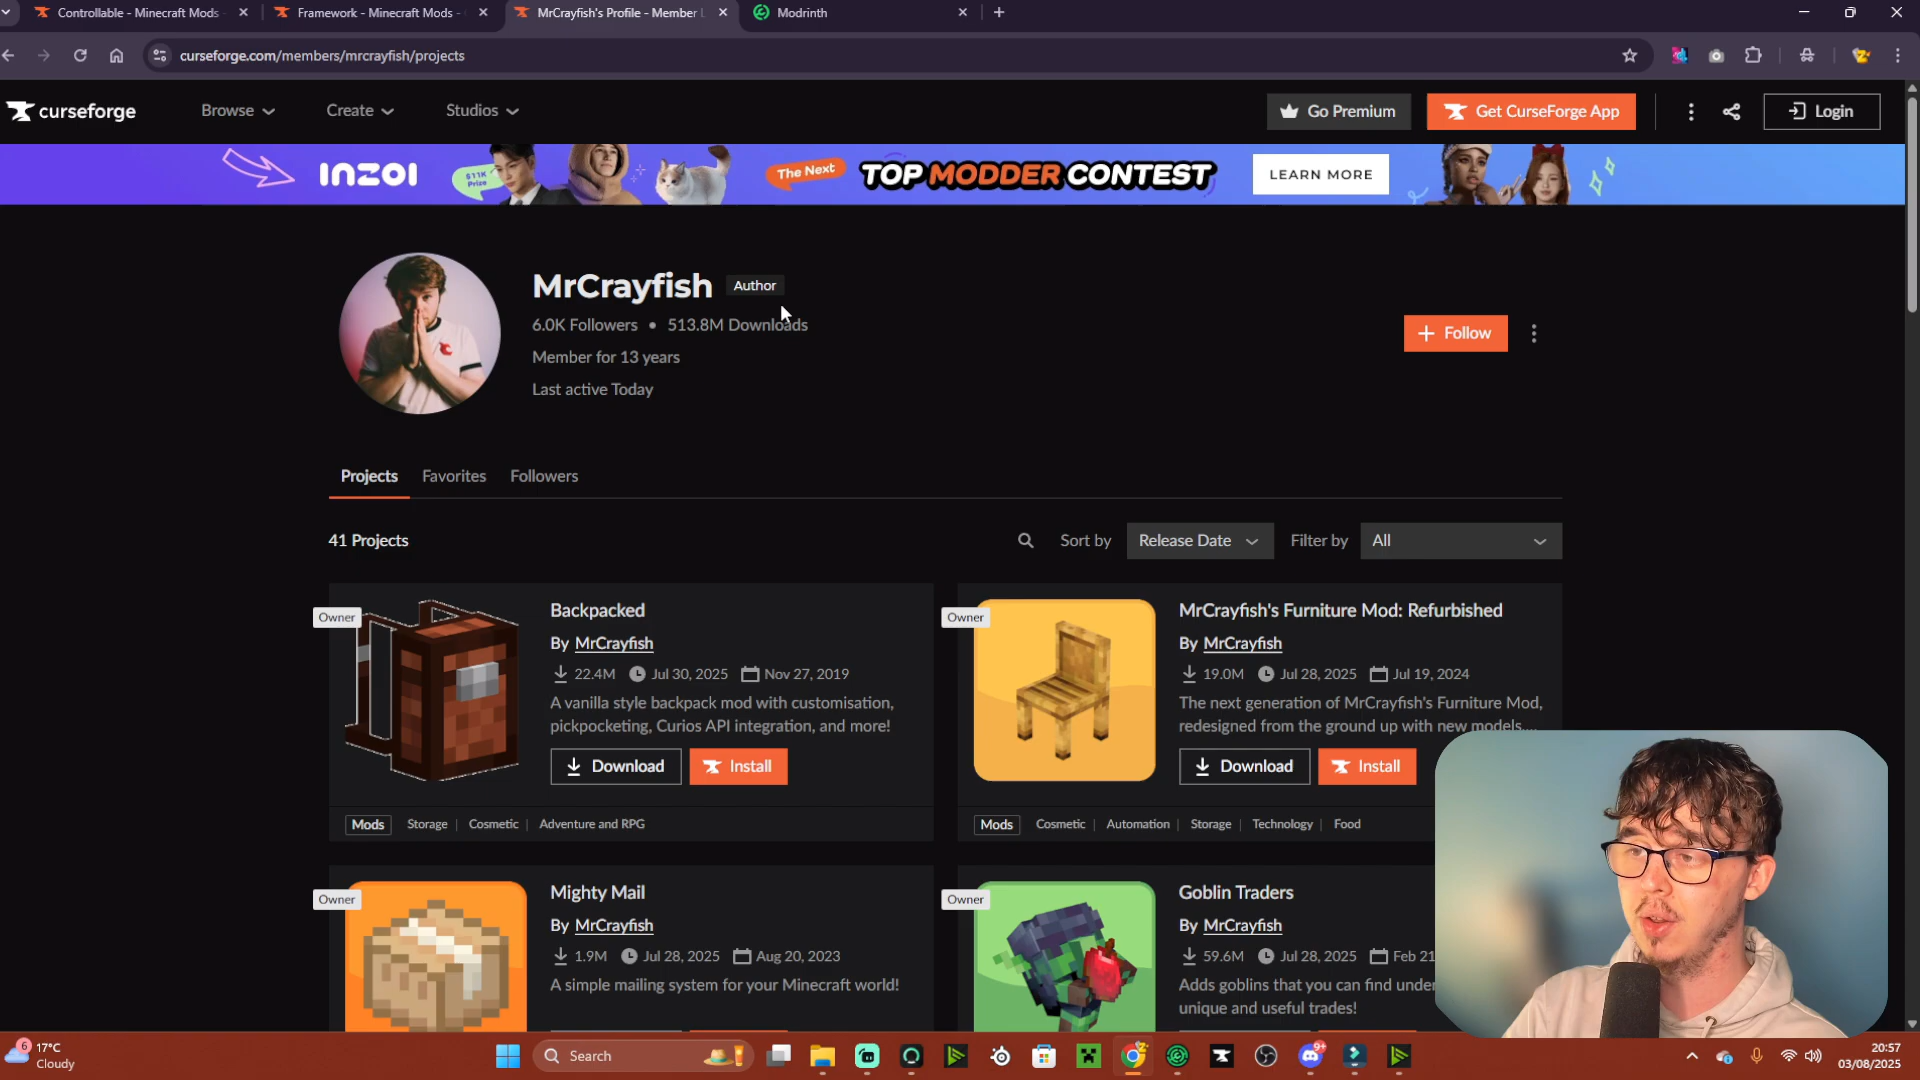 Controllable - Minecraft Mods
Framework - Minecraft Mods -
MrCrayfish's Profile - Member L
Modrinth
curseforge.com/members/mrcrayfish/projects
curseforge
Browse
Create
Studios
Go Premium
Get CurseForge App
Login
INZOI
$11K
Prize
The Next
TOP MODDER CONTEST
LEARN MORE
MrCrayfish
Author
6.0K Followers • 513.8M Downloads
Member for 13 years
Last active Today
Projects
Favorites
Followers
41 Projects
Sort by
Release Date
Filter by
All
Owner
Backpacked
By MrCrayfish
22.4M
Jul 30, 2025
Nov 27, 2019
A vanilla style backpack mod with customisation,
pickpocketing, Curios API integration, and more!
Download
Install
Mods
Storage
Cosmetic
Adventure and RPG
Owner
MrCrayfish's Furniture Mod: Refurbished
By MrCrayfish
19.0M
Jul 28, 2025
Jul 19, 2024
The next generation of MrCrayfish's Furniture Mod,
redesigned from the ground up with new models....
Download
Install
Mods
Cosmetic
Automation
Storage
Technology
Food
Owner
Mighty Mail
By MrCrayfish
1.9M
Jul 28, 2025
Aug 20, 2023
A simple mailing system for your Minecraft world!
Owner
Goblin Traders
By MrCrayfish
59.6M
Jul 28, 2025
Feb 21
Adds goblins that you can find under
unique and useful trades!
6
17°C
Cloudy
Search
9+
20:57
03/08/2025